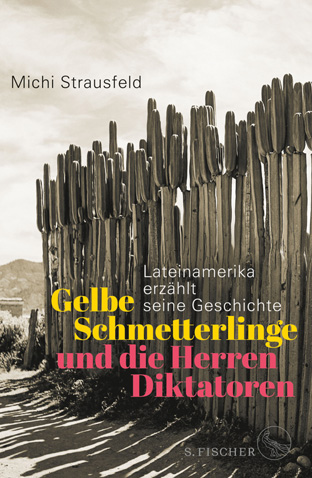 Michi Strausfeld
Lateinamerika
erzählt
seine Geschichte
Gelbe
Schmetterlinge
und die Herren
Diktatoren
S. FISCHER